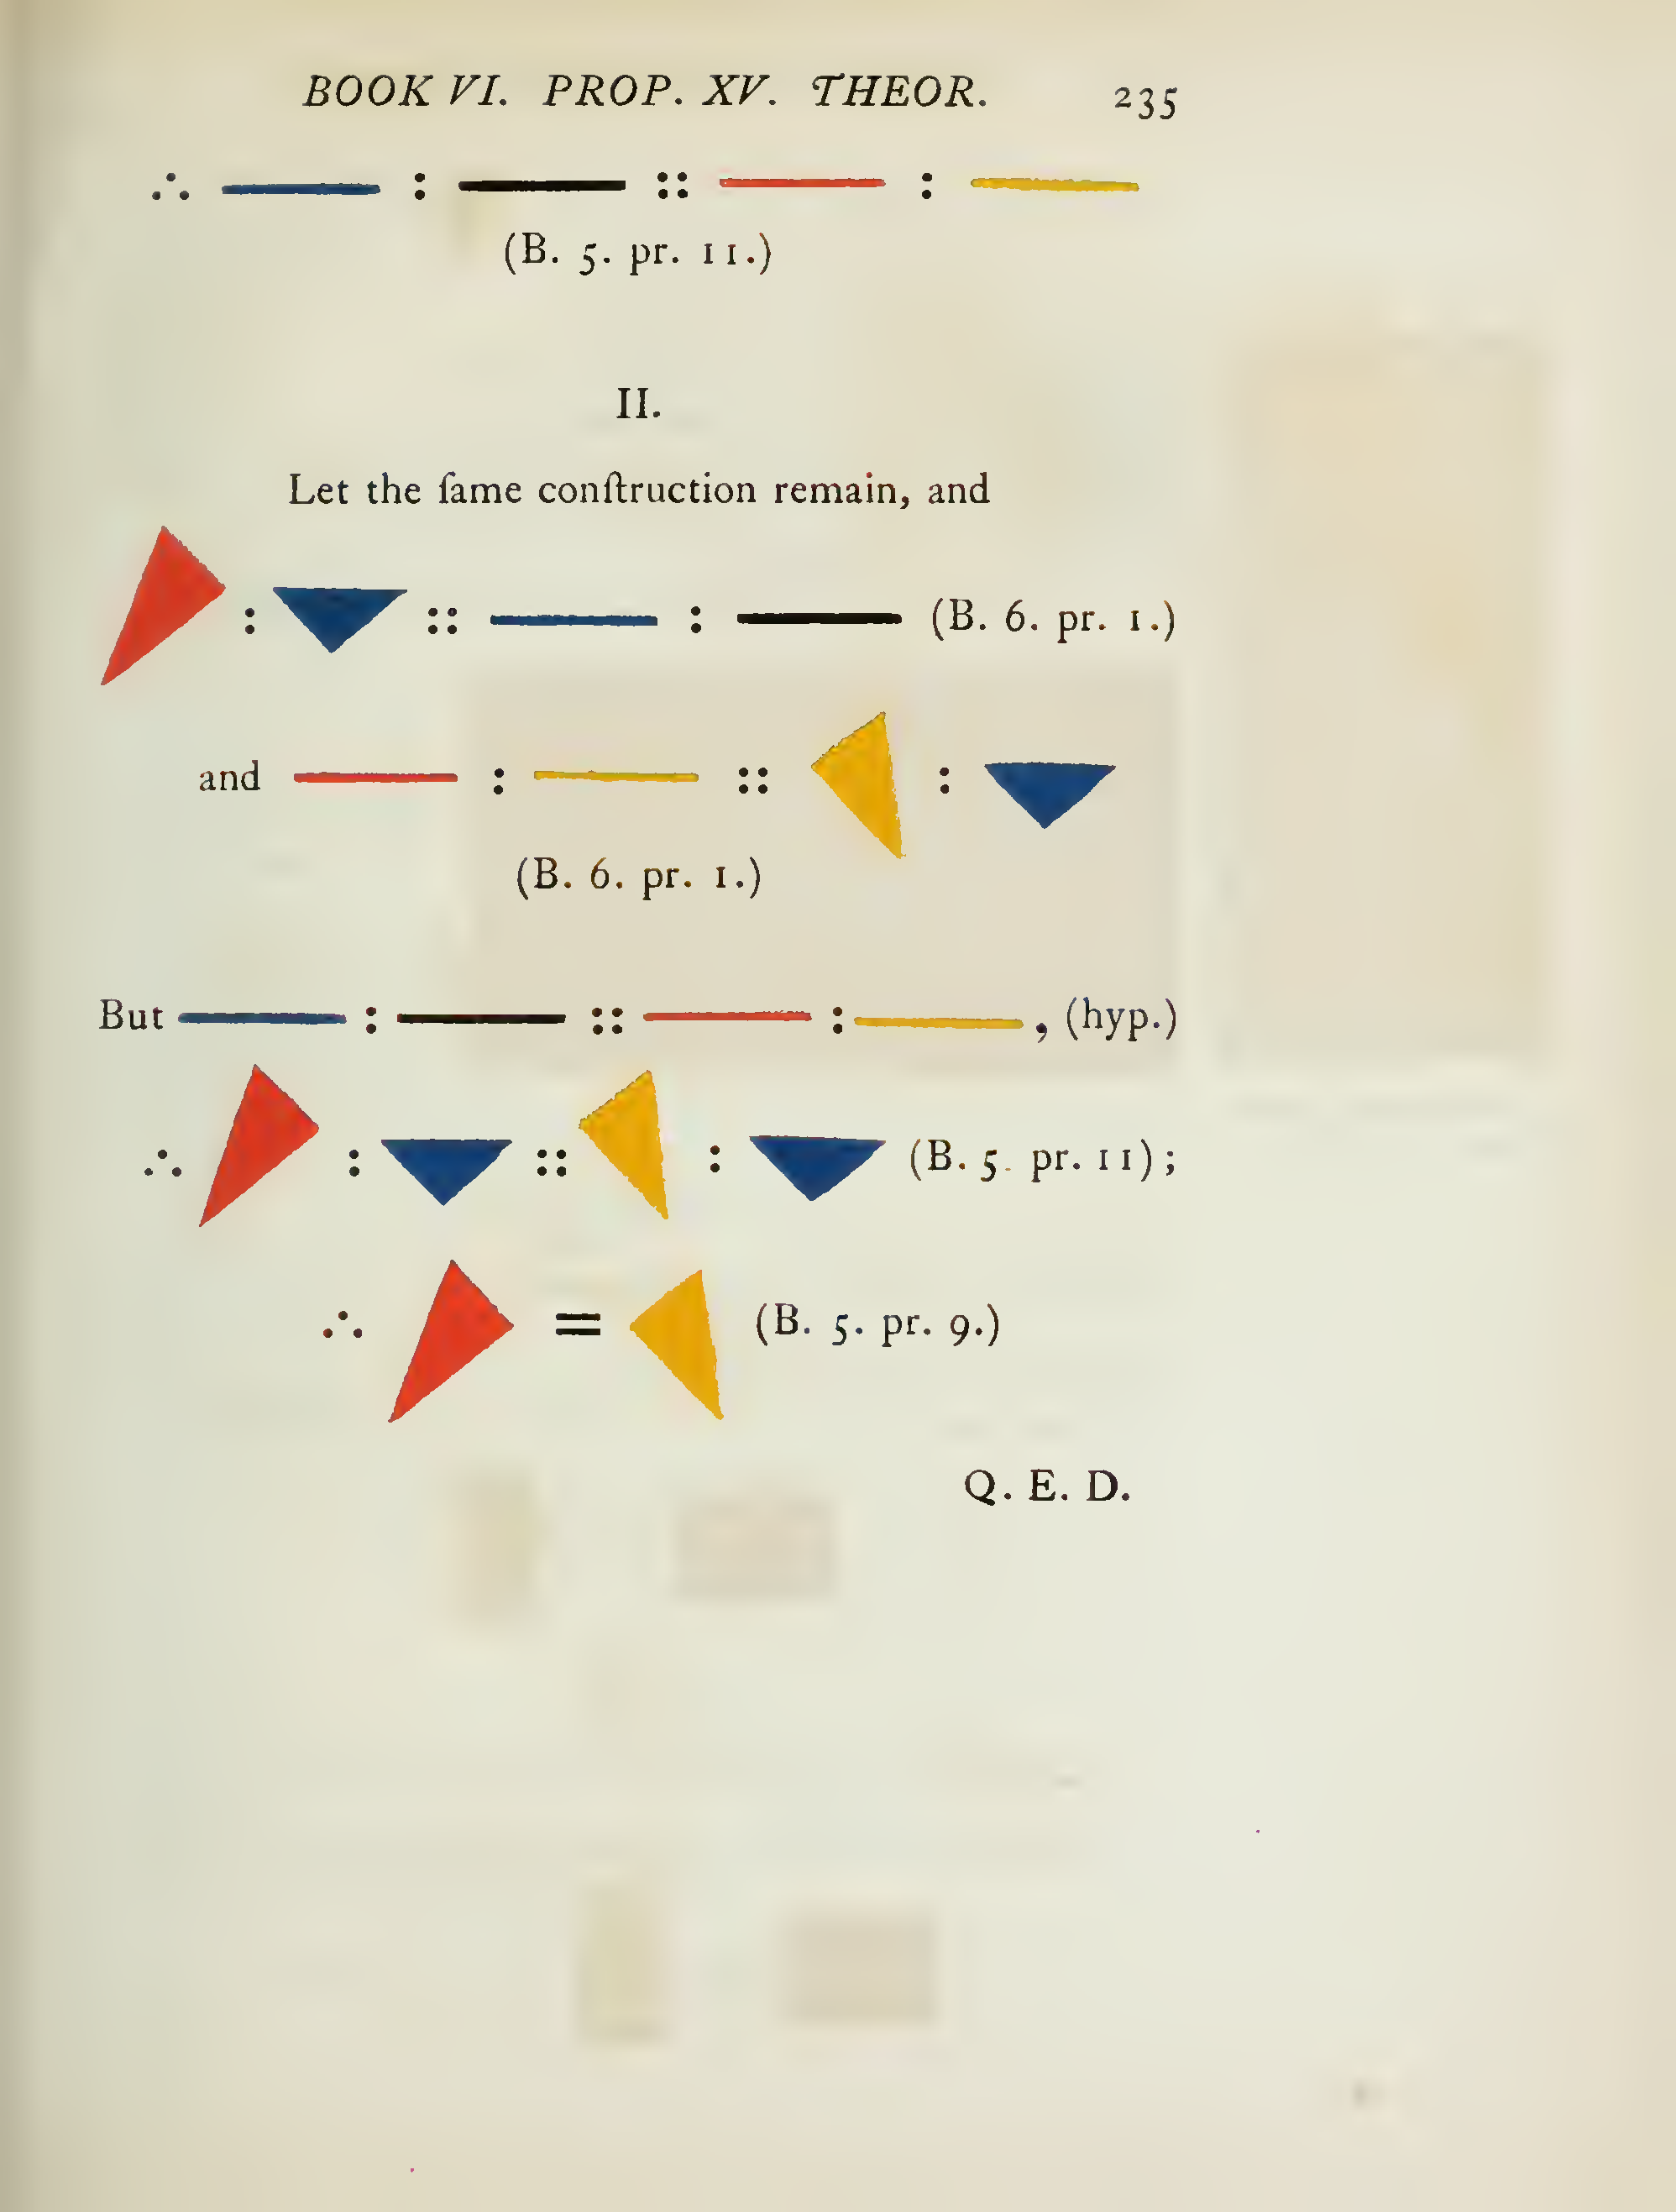 BOOK VI. PROP. XV. THEOR. 235
∴ : :: :
(B. 5. pr. 11.)
II.
Let the ſame conſtruction remain, and
: :: : (B. 6. pr. 1.)
and : :: :
(B. 6. pr. 1.)
But : :: : , (hyp.)
∴ : :: : (B. 5. pr. 11);
∴ = (B. 5. pr. 9.)
Q. E. D.